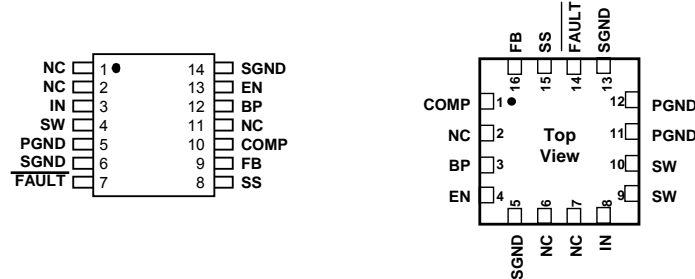 NC 1 14 SGND
NC 2 13 EN
IN 3 12 BP
SW 4 11 NC
PGND 5 10 COMP
SGND 6 9 FB
FAULT 7 8 SS
FB SS FAULT SGND
16 15 14 13
COMP 1 12 PGND
NC 2 Top 11 PGND
BP 3 View 10 SW
EN 4 9 SW
5 6 7 8
SGND NC NC IN